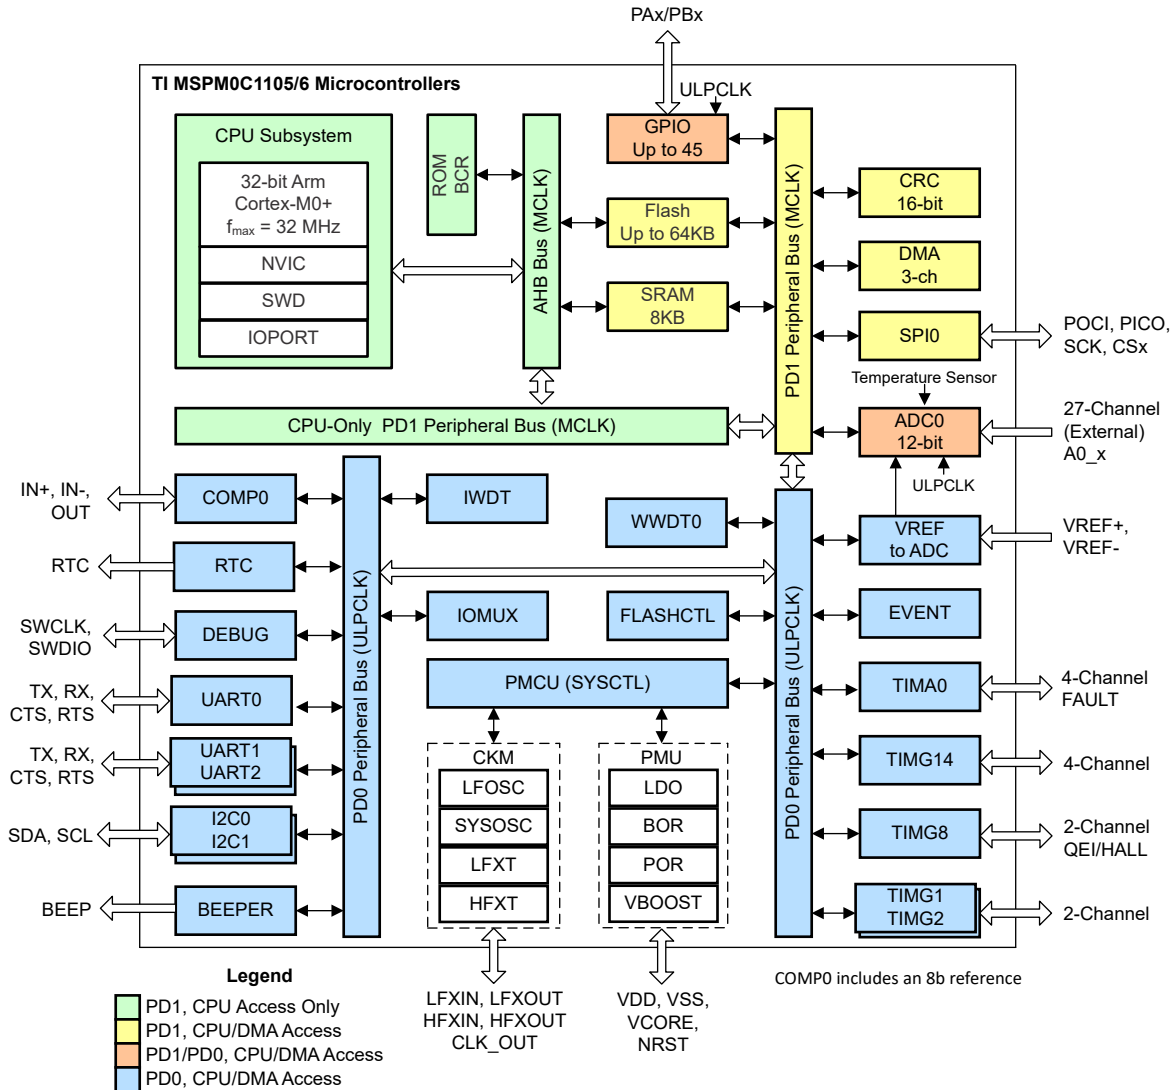 PAx/PBx
TI MSPM0C1105/6 Microcontrollers
ULPCLK
CPU Subsystem
32-bit Arm
Cortex-M0+
fmax = 32 MHz
NVIC
SWD
IOPORT
ROM
BCR
AHB Bus (MCLK)
GPIO
Up to 45
Flash
Up to 64KB
SRAM
8KB
PD1 Peripheral Bus (MCLK)
CRC
16-bit
DMA
3-ch
SPI0
POCI, PICO,
SCK, CSx
Temperature Sensor
CPU-Only PD1 Peripheral Bus (MCLK)
ADC0
12-bit
27-Channel
(External)
A0_x
ULPCLK
IN+, IN-,
OUT
COMP0
IWDT
WWDT0
VREF
to ADC
VREF+,
VREF-
RTC
RTC
PD0 Peripheral Bus (ULPCLK)
PD0 Peripheral Bus (ULPCLK)
SWCLK,
SWDIO
DEBUG
IOMUX
FLASHCTL
EVENT
TX, RX,
CTS, RTS
UART0
PMCU (SYSCTL)
TIMA0
4-Channel
FAULT
TX, RX,
CTS, RTS
UART1
UART2
CKM
LFOSC
SYSOSC
LFXT
HFXT
PMU
LDO
BOR
POR
VBOOST
TIMG14
4-Channel
SDA, SCL
I2C0
I2C1
TIMG8
2-Channel
QEI/HALL
BEEP
BEEPER
TIMG1
TIMG2
2-Channel
Legend
PD1, CPU Access Only
PD1, CPU/DMA Access
PD1/PD0, CPU/DMA Access
PD0, CPU/DMA Access
LFXIN, LFXOUT
HFXIN, HFXOUT
CLK_OUT
VDD, VSS,
VCORE,
NRST
COMP0 includes an 8b reference